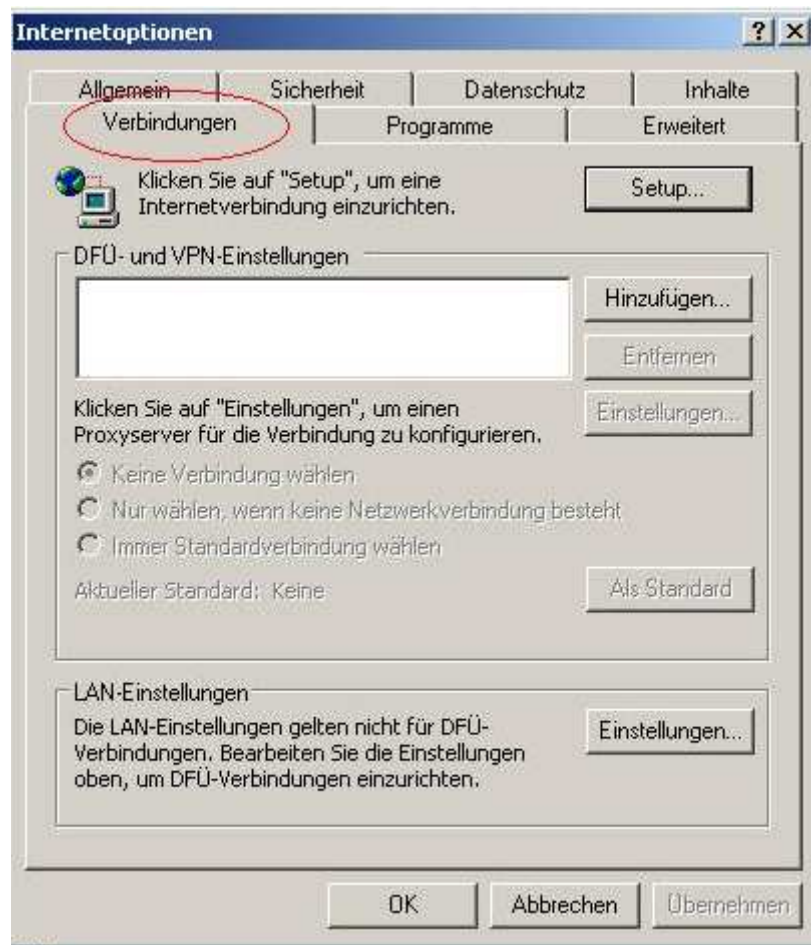 Internetoptionen
Allgemein Sicherheit Datenschutz Inhalte
Verbindungen Programme Erweitert
Klicken Sie auf "Setup", um eine
Internetverbindung einzurichten.
Setup...
DFÜ- und VPN-Einstellungen
Hinzufügen...
Entfernen
Klicken Sie auf "Einstellungen", um einen
Proxyserver für die Verbindung zu konfigurieren.
Einstellungen...
Keine Verbindung wählen
Nur wählen, wenn keine Netzwerkverbindung besteht
Immer Standardverbindung wählen
Aktueller Standard: Keine
Als Standard
LAN-Einstellungen
Die LAN-Einstellungen gelten nicht für DFÜ-
Verbindungen. Bearbeiten Sie die Einstellungen
oben, um DFÜ-Verbindungen einzurichten.
Einstellungen...
OK Abbrechen Übernehmen